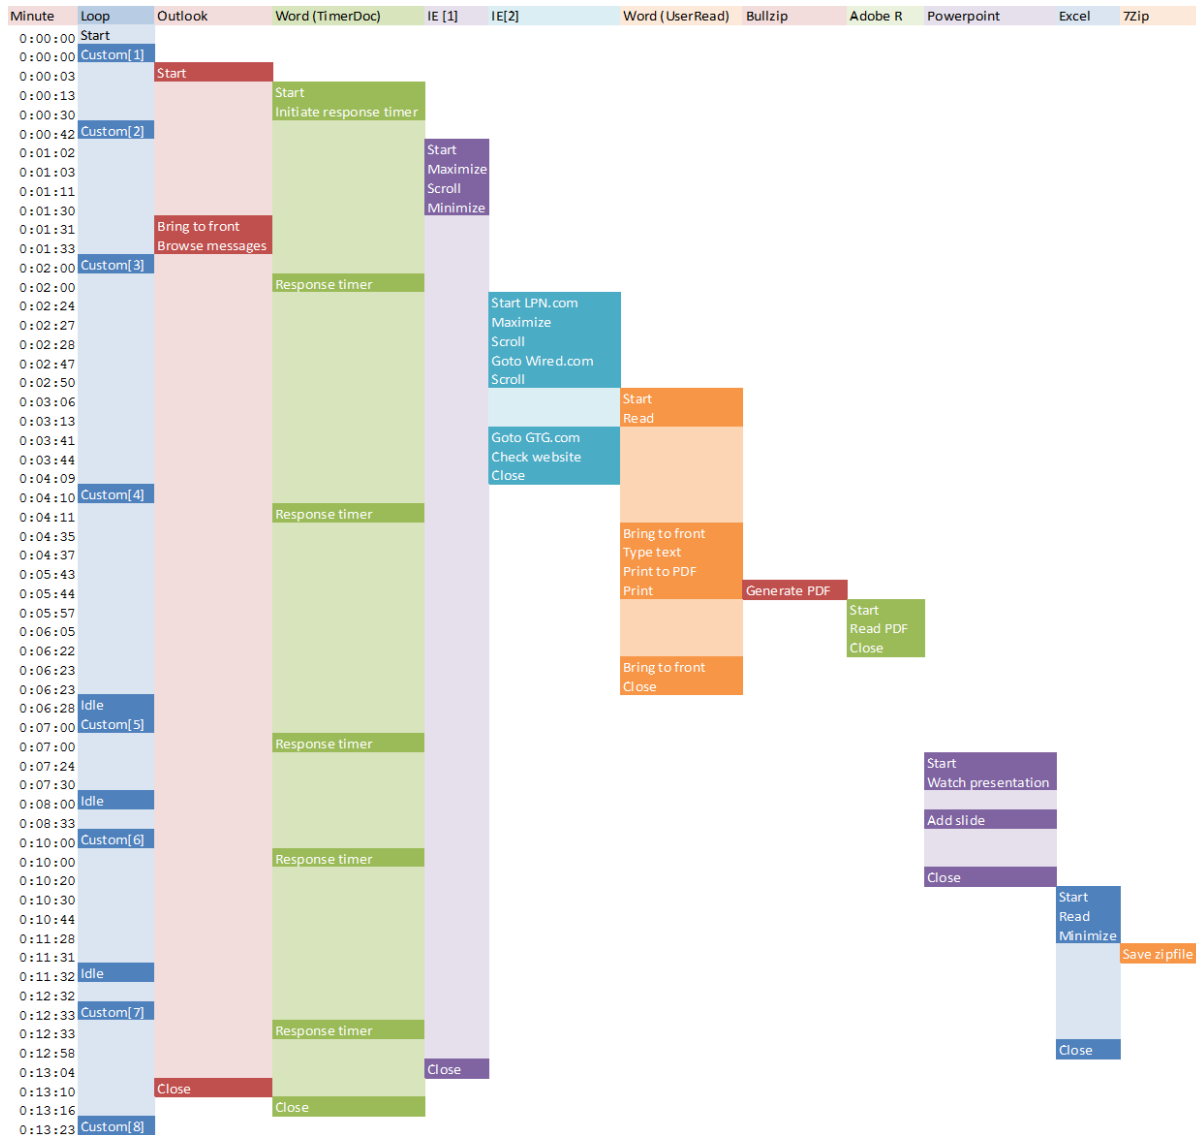 Minute Loop Outlook Word (TimerDoc) IE [1] IE[2] Word (UserRead) Bullzip Adobe R Powerpoint Excel 7Zip
0:00:00 Start
0:00:00 Custom[1]
0:00:03 Start
0:00:13 Start
0:00:30 Initiate response timer
0:00:42 Custom[2]
0:01:02 Start
0:01:03 Maximize
0:01:11 Scroll
0:01:30 Minimize
0:01:31 Bring to front
0:01:33 Browse messages
0:02:00 Custom[3]
0:02:00 Response timer
0:02:24 Start LPN.com
0:02:27 Maximize
0:02:28 Scroll
0:02:47 Goto Wired.com
0:02:50 Scroll
0:03:06 Start
0:03:13 Read
0:03:41 Goto GTG.com
0:03:44 Check website
0:04:09 Close
0:04:10 Custom[4]
0:04:11 Response timer
0:04:35 Bring to front
0:04:37 Type text
0:05:43 Print to PDF
0:05:44 Print Generate PDF
0:05:57 Start
0:06:05 Read PDF
0:06:22 Close
0:06:23 Bring to front
0:06:23 Close
0:06:28 Idle
0:07:00 Custom[5]
0:07:00 Response timer
0:07:24 Start
0:07:30 Watch presentation
0:08:00 Idle
0:08:33 Add slide
0:10:00 Custom[6]
0:10:00 Response timer
0:10:20 Close
0:10:30 Start
0:10:44 Read
0:11:28 Minimize
0:11:31 Save zipfile
0:11:32 Idle
0:12:32
0:12:33 Custom[7]
0:12:33 Response timer
0:12:58 Close
0:13:04 Close
0:13:10 Close
0:13:16 Close
0:13:23 Custom[8]